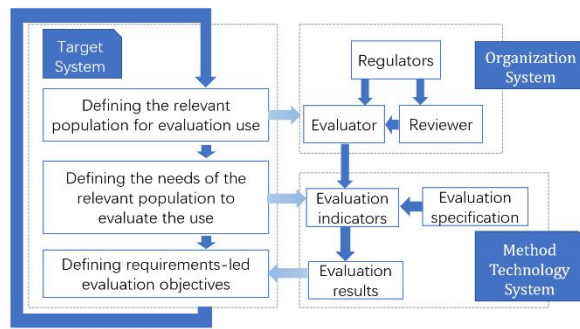 Target
System
Defining the relevant
population for evaluation use
Defining the needs of the
relevant population to
evaluate the use
Defining requirements-led
evaluation objectives
Regulators
Organization
System
Evaluator
Reviewer
Evaluation
indicators
Evaluation
specification
Evaluation
results
Method
Technology
System